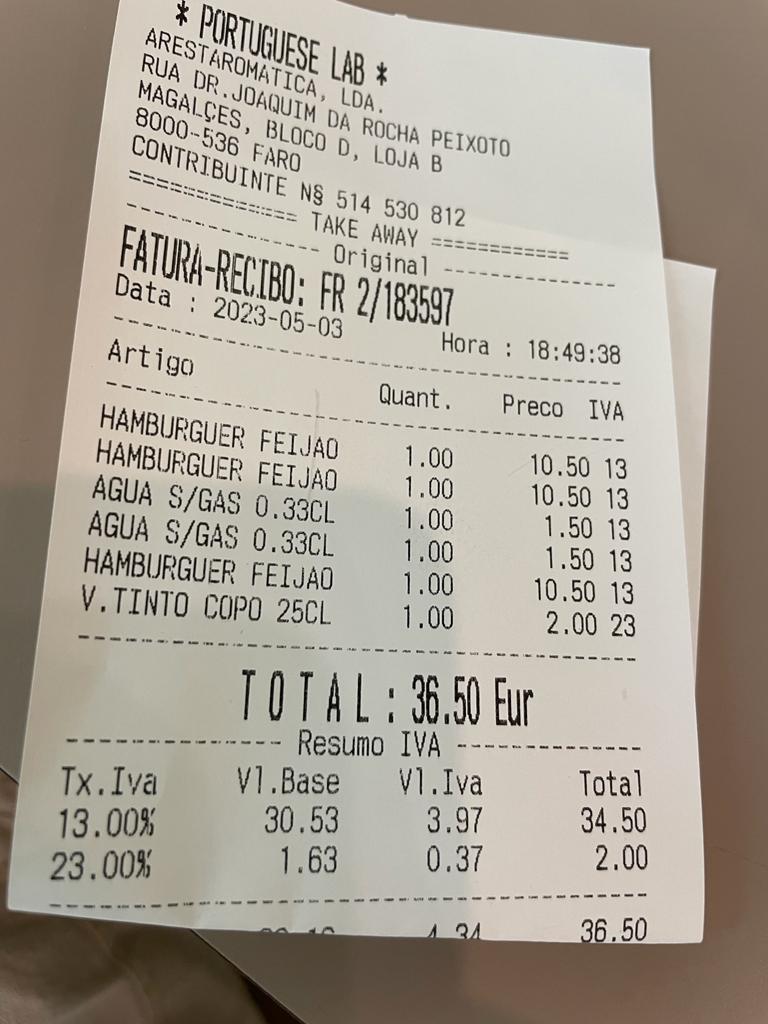 * PORTUGUESE LAB *
ARESTAROMATICA, LDA.
RUA DR.JOAQUIM DA ROCHA PEIXOTO
MAGALÇES, BLOCO D, LOJA B
8000-536 FARO
CONTRIBUINTE N§ 514 530 812
============= TAKE AWAY ============
--------------- Original ---------------
FATURA-RECIBO: FR 2/183597
Data : 2023-05-03 Hora : 18:49:38
Artigo Quant. Preco IVA
HAMBURGUER FEIJAO 1.00 10.50 13
HAMBURGUER FEIJAO 1.00 10.50 13
AGUA S/GAS 0.33CL 1.00 1.50 13
AGUA S/GAS 0.33CL 1.00 1.50 13
HAMBURGUER FEIJAO 1.00 10.50 13
V.TINTO COPO 25CL 1.00 2.00 23
TOTAL: 36.50 Eur
--------------- Resumo IVA ---------------
Tx.Iva Vl.Base Vl.Iva Total
13.00% 30.53 3.97 34.50
23.00% 1.63 0.37 2.00
4.34 36.50